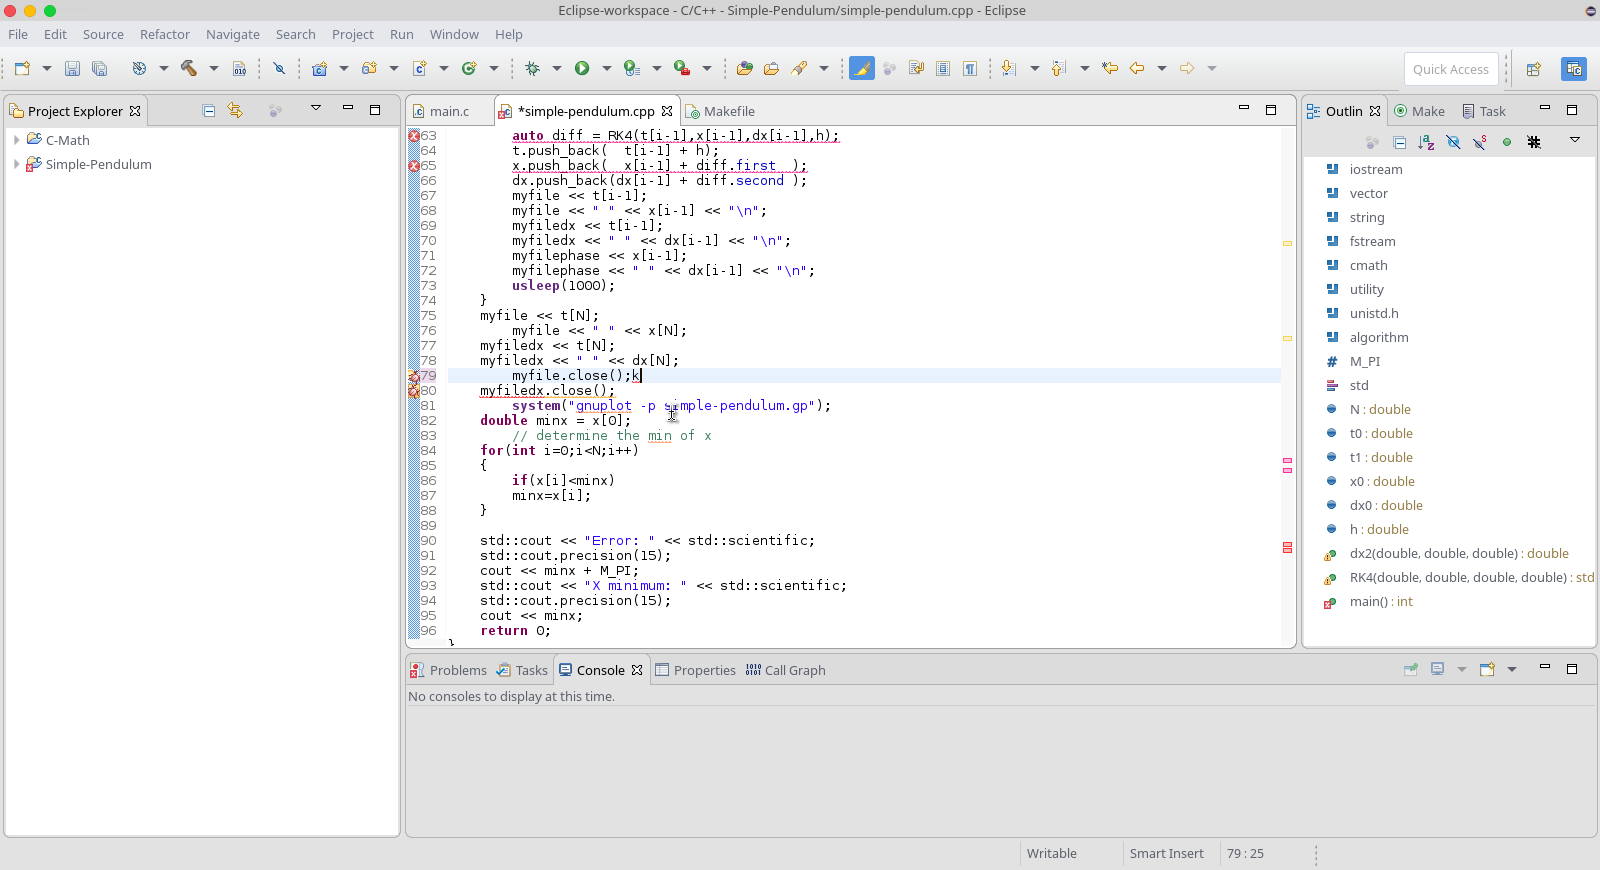 Eclipse-workspace - C/C++ - Simple-Pendulum/simple-pendulum.cpp - Eclipse
File Edit Source Refactor Navigate Search Project Run Window Help
Quick Access
Project Explorer
C-Math
Simple-Pendulum
main.c *simple-pendulum.cpp Makefile
63 auto diff = RK4(t[i-1],x[i-1],dx[i-1],h);
64 t.push_back( t[i-1] + h);
65 x.push_back( x[i-1] + diff.first );
66 dx.push_back(dx[i-1] + diff.second );
67 myfile << t[i-1];
68 myfile << " " << x[i-1] << "\n";
69 myfiledx << t[i-1];
70 myfiledx << " " << dx[i-1] << "\n";
71 myfilephase << x[i-1];
72 myfilephase << " " << dx[i-1] << "\n";
73 usleep(1000);
74 }
75 myfile << t[N];
76 myfile << " " << x[N];
77 myfiledx << t[N];
78 myfiledx << " " << dx[N];
79 myfile.close();k
80 myfiledx.close();
81 system("gnuplot -p simple-pendulum.gp");
82 double minx = x[0];
83 // determine the min of x
84 for(int i=0;i<N;i++)
85 {
86 if(x[i]<minx)
87 minx=x[i];
88 }
89
90 std::cout << "Error: " << std::scientific;
91 std::cout.precision(15);
92 cout << minx + M_PI;
93 std::cout << "X minimum: " << std::scientific;
94 std::cout.precision(15);
95 cout << minx;
96 return 0;
}
Outlin Make Task
iostream
vector
string
fstream
cmath
utility
unistd.h
algorithm
# M_PI
std
N : double
t0 : double
t1 : double
x0 : double
dx0 : double
h : double
dx2(double, double, double) : double
RK4(double, double, double, double) : std
main() : int
Problems Tasks Console Properties Call Graph
No consoles to display at this time.
Writable Smart Insert 79 : 25